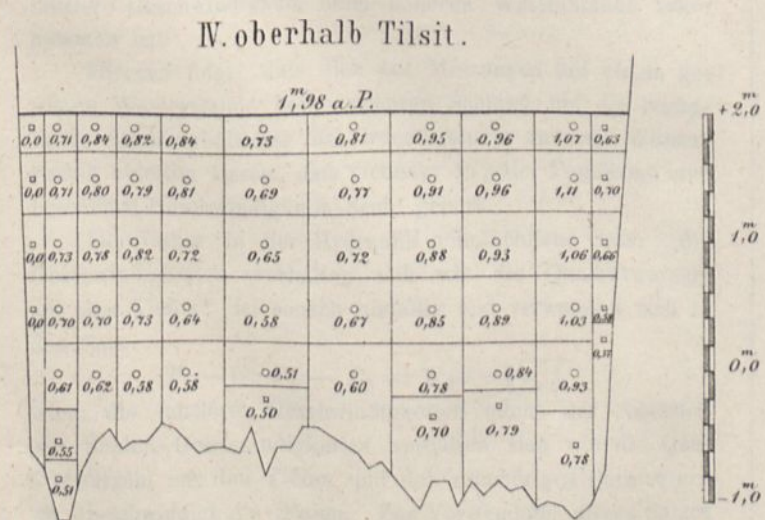 IV. oberhalb Tilsit.
1,98 m a.P.
+2,0 m
0,0 0,71 0,84 0,82 0,84 0,73 0,81 0,95 0,96 1,07 0,63
0,0 0,71 0,80 0,79 0,81 0,69 0,77 0,91 0,96 1,11 0,70
1,0 m
0,0 0,73 0,78 0,82 0,72 0,65 0,72 0,88 0,93 1,06 0,66
0,0 0,70 0,70 0,73 0,64 0,58 0,67 0,85 0,89 1,03
0,0 m
0,61 0,62 0,58 0,58 0,51 0,60 0,78 0,84 0,93
0,50 0,70 0,79
0,55 0,78
0,51
-1,0 m